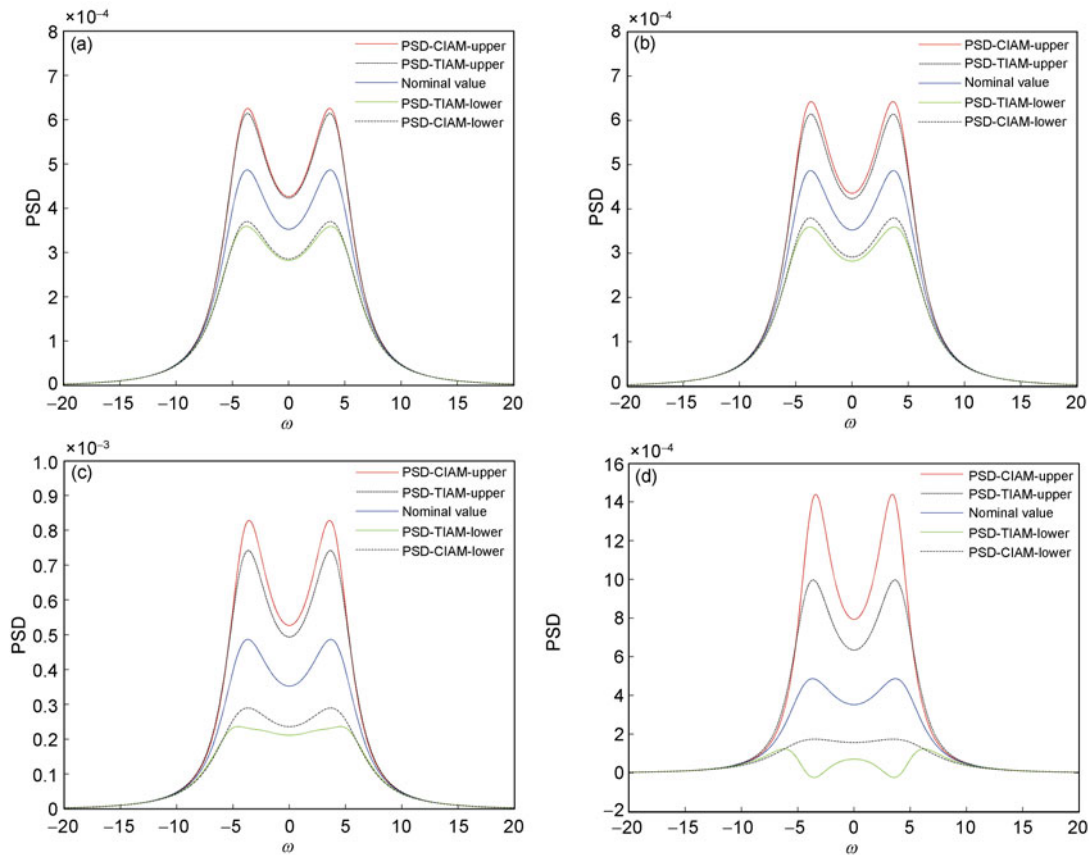 ×10⁻⁴
(a)
PSD-CIAM-upper
PSD-TIAM-upper
Nominal value
PSD-TIAM-lower
PSD-CIAM-lower
8
7
6
5
4
3
2
1
0
PSD
−20 −15 −10 −5 0 5 10 15 20
ω
×10⁻⁴
(b)
PSD-CIAM-upper
PSD-TIAM-upper
Nominal value
PSD-TIAM-lower
PSD-CIAM-lower
8
7
6
5
4
3
2
1
0
PSD
−20 −15 −10 −5 0 5 10 15 20
ω
×10⁻³
(c)
PSD-CIAM-upper
PSD-TIAM-upper
Nominal value
PSD-TIAM-lower
PSD-CIAM-lower
1.0
0.9
0.8
0.7
0.6
0.5
0.4
0.3
0.2
0.1
0
PSD
−20 −15 −10 −5 0 5 10 15 20
ω
×10⁻⁴
(d)
PSD-CIAM-upper
PSD-TIAM-upper
Nominal value
PSD-TIAM-lower
PSD-CIAM-lower
16
14
12
10
8
6
4
2
0
−2
PSD
−20 −15 −10 −5 0 5 10 15 20
ω